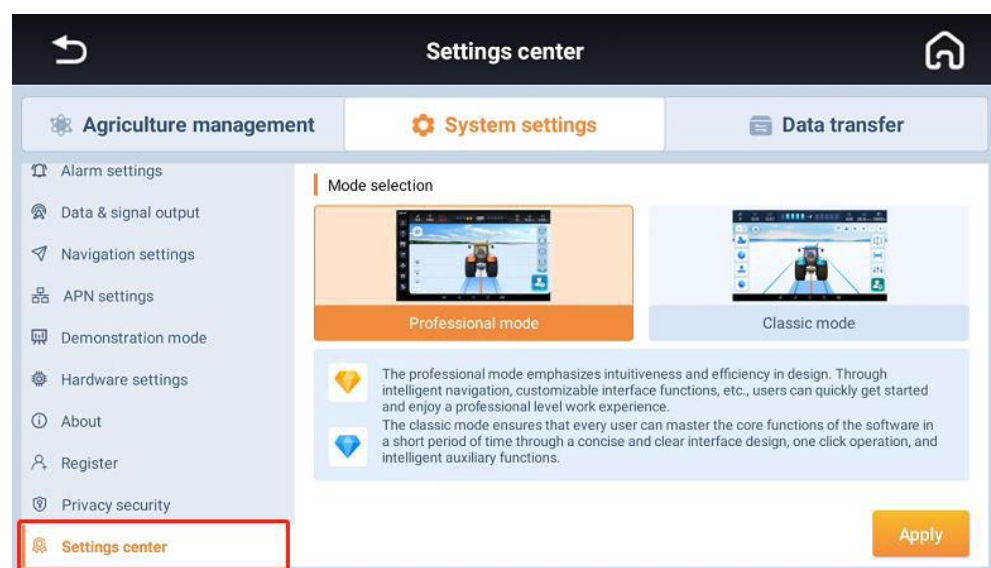 Settings center
Agriculture management
System settings
Data transfer
Alarm settings
Data & signal output
Navigation settings
APN settings
Demonstration mode
Hardware settings
About
Register
Privacy security
Settings center
Mode selection
Professional mode
Classic mode
The professional mode emphasizes intuitiveness and efficiency in design. Through
intelligent navigation, customizable interface functions, etc., users can quickly get started
and enjoy a professional level work experience.
The classic mode ensures that every user can master the core functions of the software in
a short period of time through a concise and clear interface design, one click operation, and
intelligent auxiliary functions.
Apply